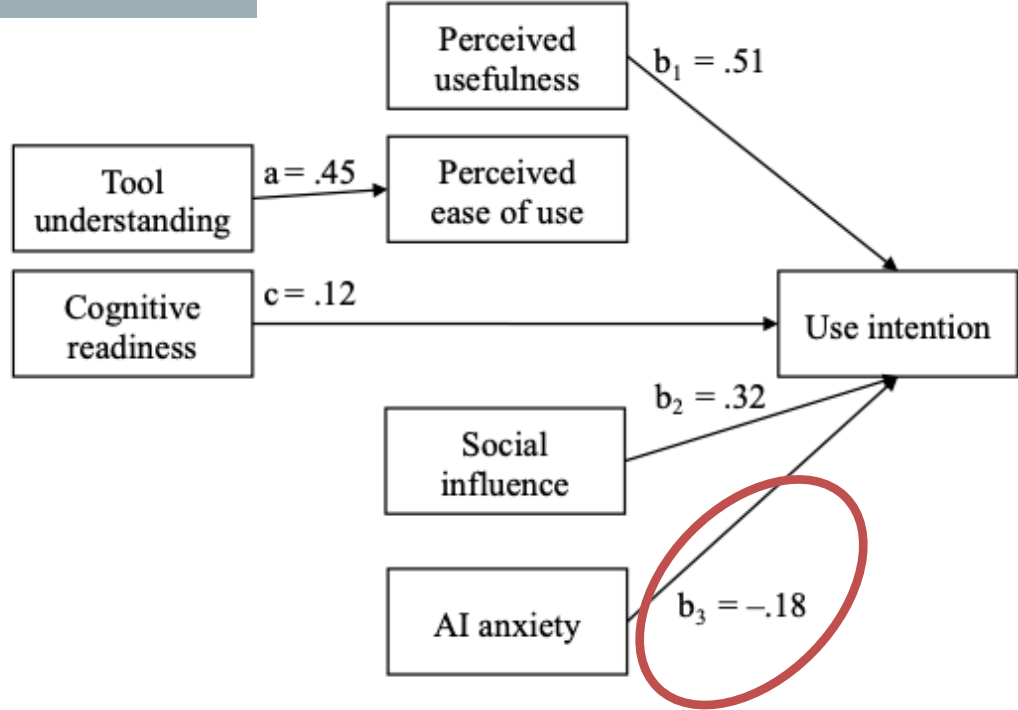 Perceived
usefulness
b₁ = .51
Tool
understanding
a = .45
Perceived
ease of use
Cognitive
readiness
c = .12
Use intention
b₂ = .32
Social
influence
AI anxiety
b₃ = –.18